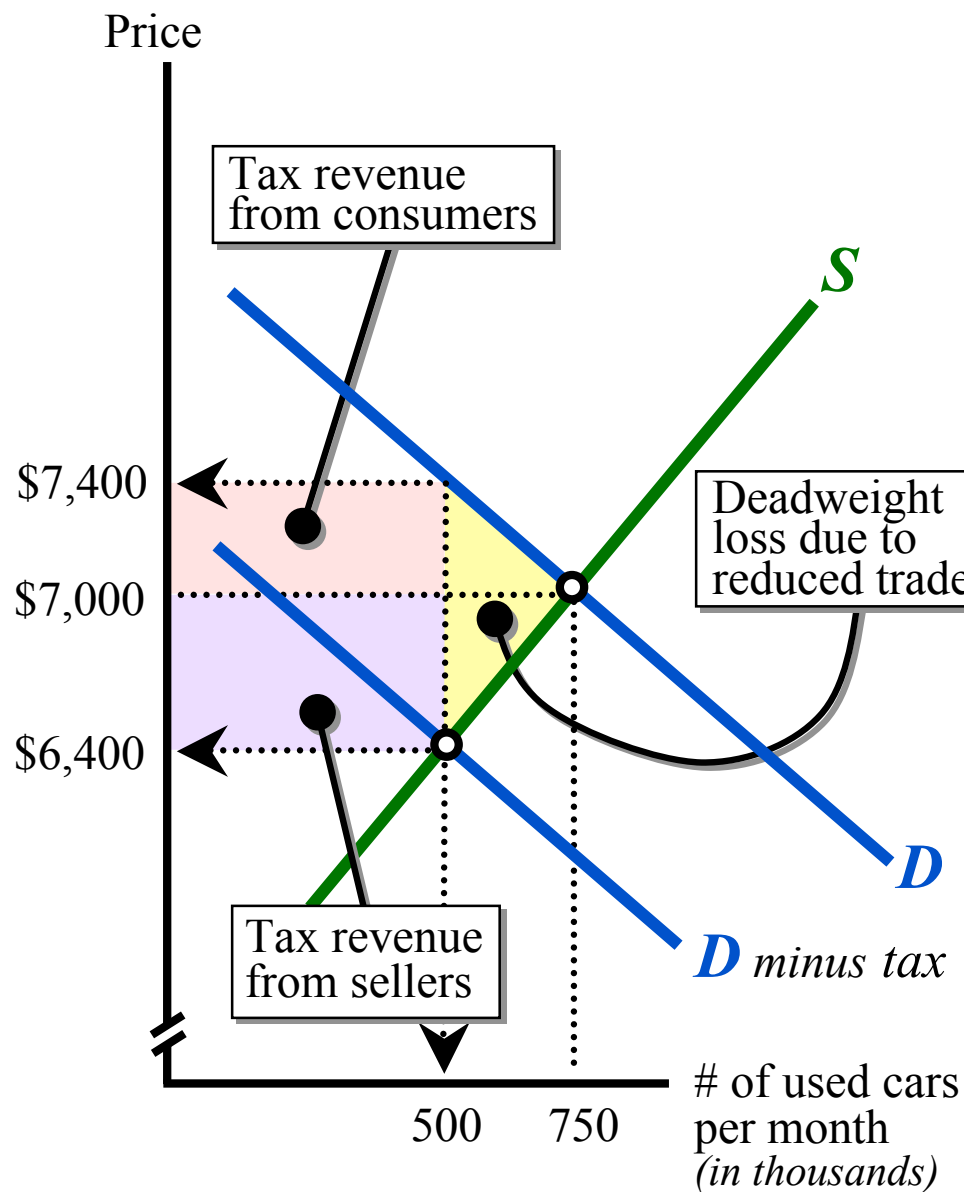 Price
Tax revenue
from consumers
S
$7,400
Deadweight
loss due to
reduced trade
$7,000
$6,400
D
Tax revenue
from sellers
D minus tax
# of used cars
per month
(in thousands)
500
750